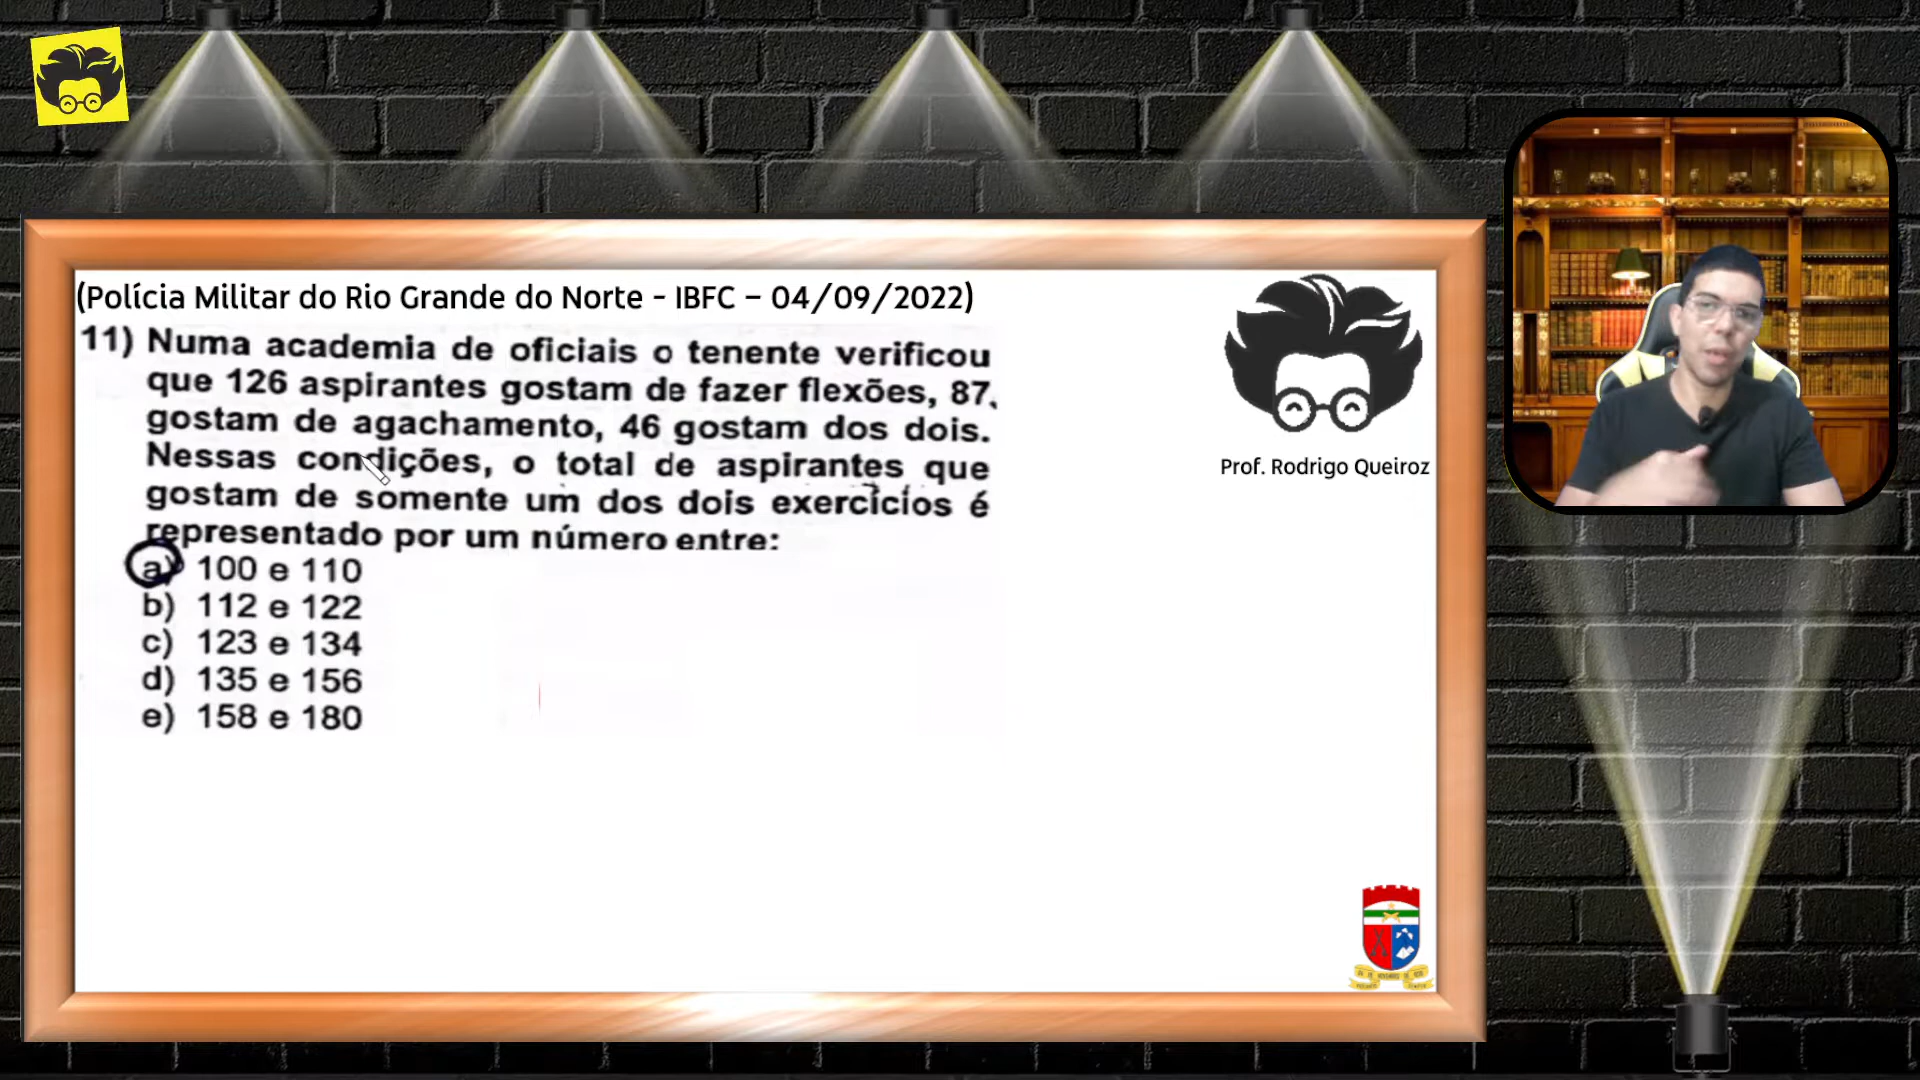 (Polícia Militar do Rio Grande do Norte - IBFC – 04/09/2022)
11) Numa academia de oficiais o tenente verificou
que 126 aspirantes gostam de fazer flexões, 87
gostam de agachamento, 46 gostam dos dois.
Nessas condições, o total de aspirantes que
gostam de somente um dos dois exercícios é
representado por um número entre:
a) 100 e 110
b) 112 e 122
c) 123 e 134
d) 135 e 156
e) 158 e 180
Prof. Rodrigo Queiroz